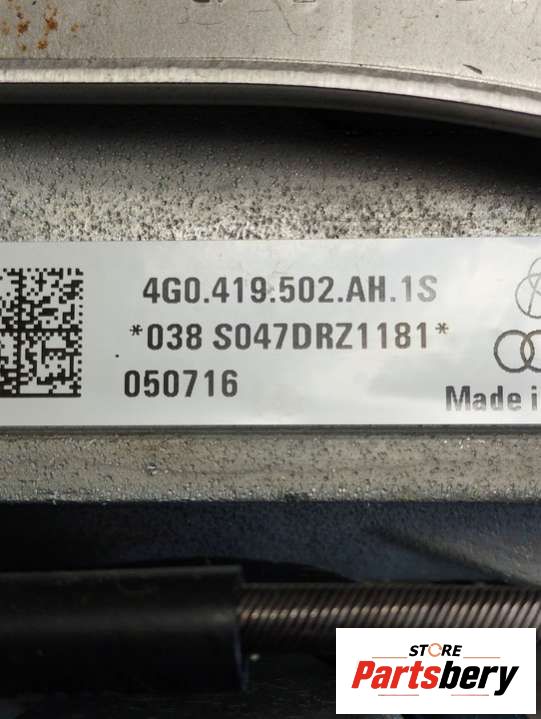 4G0.419.502.AH.1S
*038 S047DRZ1181*
050716
Made i
STORE
Partsbery